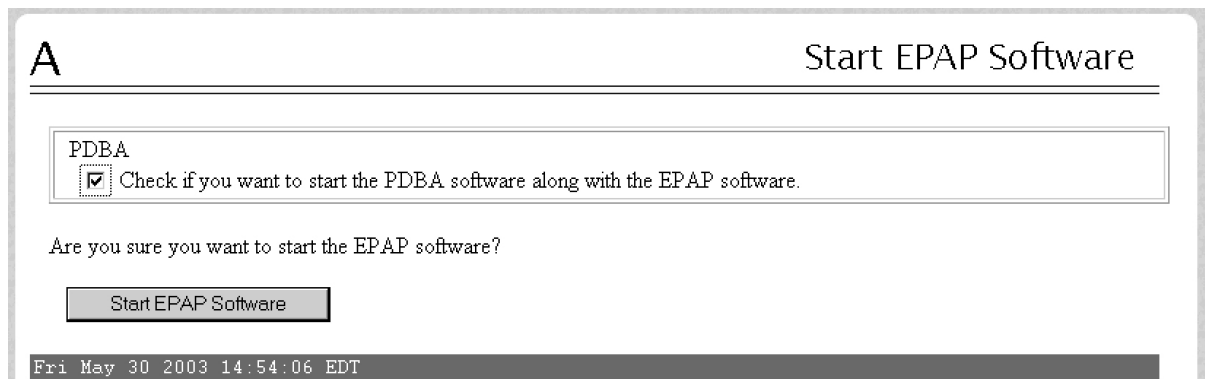 A
Start EPAP Software
PDBA
Check if you want to start the PDBA software along with the EPAP software.
Are you sure you want to start the EPAP software?
Start EPAP Software
Fri May 30 2003 14:54:06 EDT